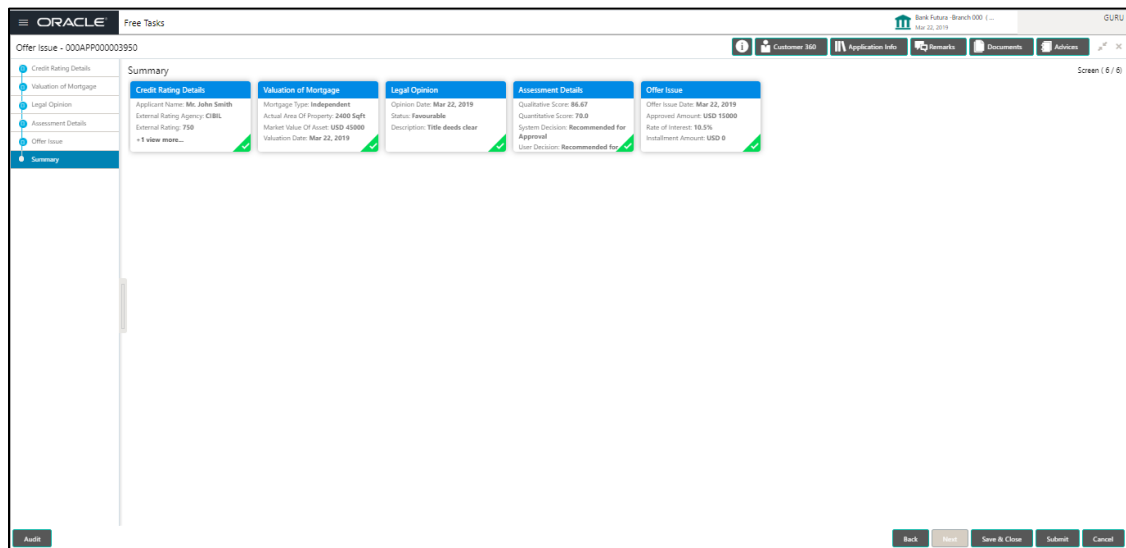 ORACLE
Free Tasks
Bank Futura -Branch 000 ( ...
Mar 22, 2019
GURU
Offer Issue - 000APP000003950
Customer 360
Application Info
Remarks
Documents
Advices
Credit Rating Details
Valuation of Mortgage
Legal Opinion
Assessment Details
Offer Issue
Summary
Summary
Screen ( 6 / 6)
Credit Rating Details
Applicant Name: Mr. John Smith
External Rating Agency: CIBIL
External Rating: 750
+1 view more...
Valuation of Mortgage
Mortgage Type: Independent
Actual Area Of Property: 2400 Sqft
Market Value Of Asset: USD 45000
Valuation Date: Mar 22, 2019
Legal Opinion
Opinion Date: Mar 22, 2019
Status: Favourable
Description: Title deeds clear
Assessment Details
Qualitative Score: 86.67
Quantitative Score: 70.0
System Decision: Recommended for
Approval
User Decision: Recommended for
Offer Issue
Offer Issue Date: Mar 22, 2019
Approved Amount: USD 15000
Rate of Interest: 10.5%
Installment Amount: USD 0
Audit
Back
Next
Save & Close
Submit
Cancel